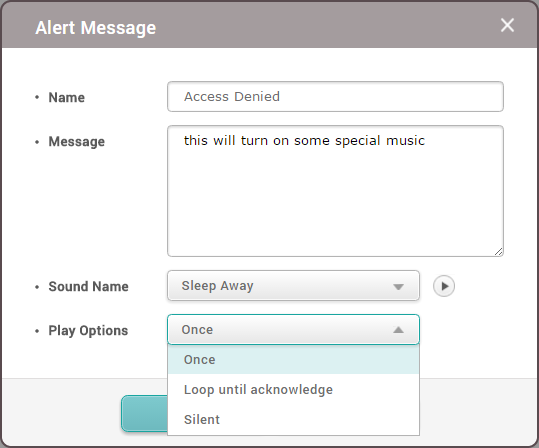 Alert Message
Name
Access Denied
Message
this will turn on some special music
Sound Name
Sleep Away
Play Options
Once
Once
Loop until acknowledge
Silent